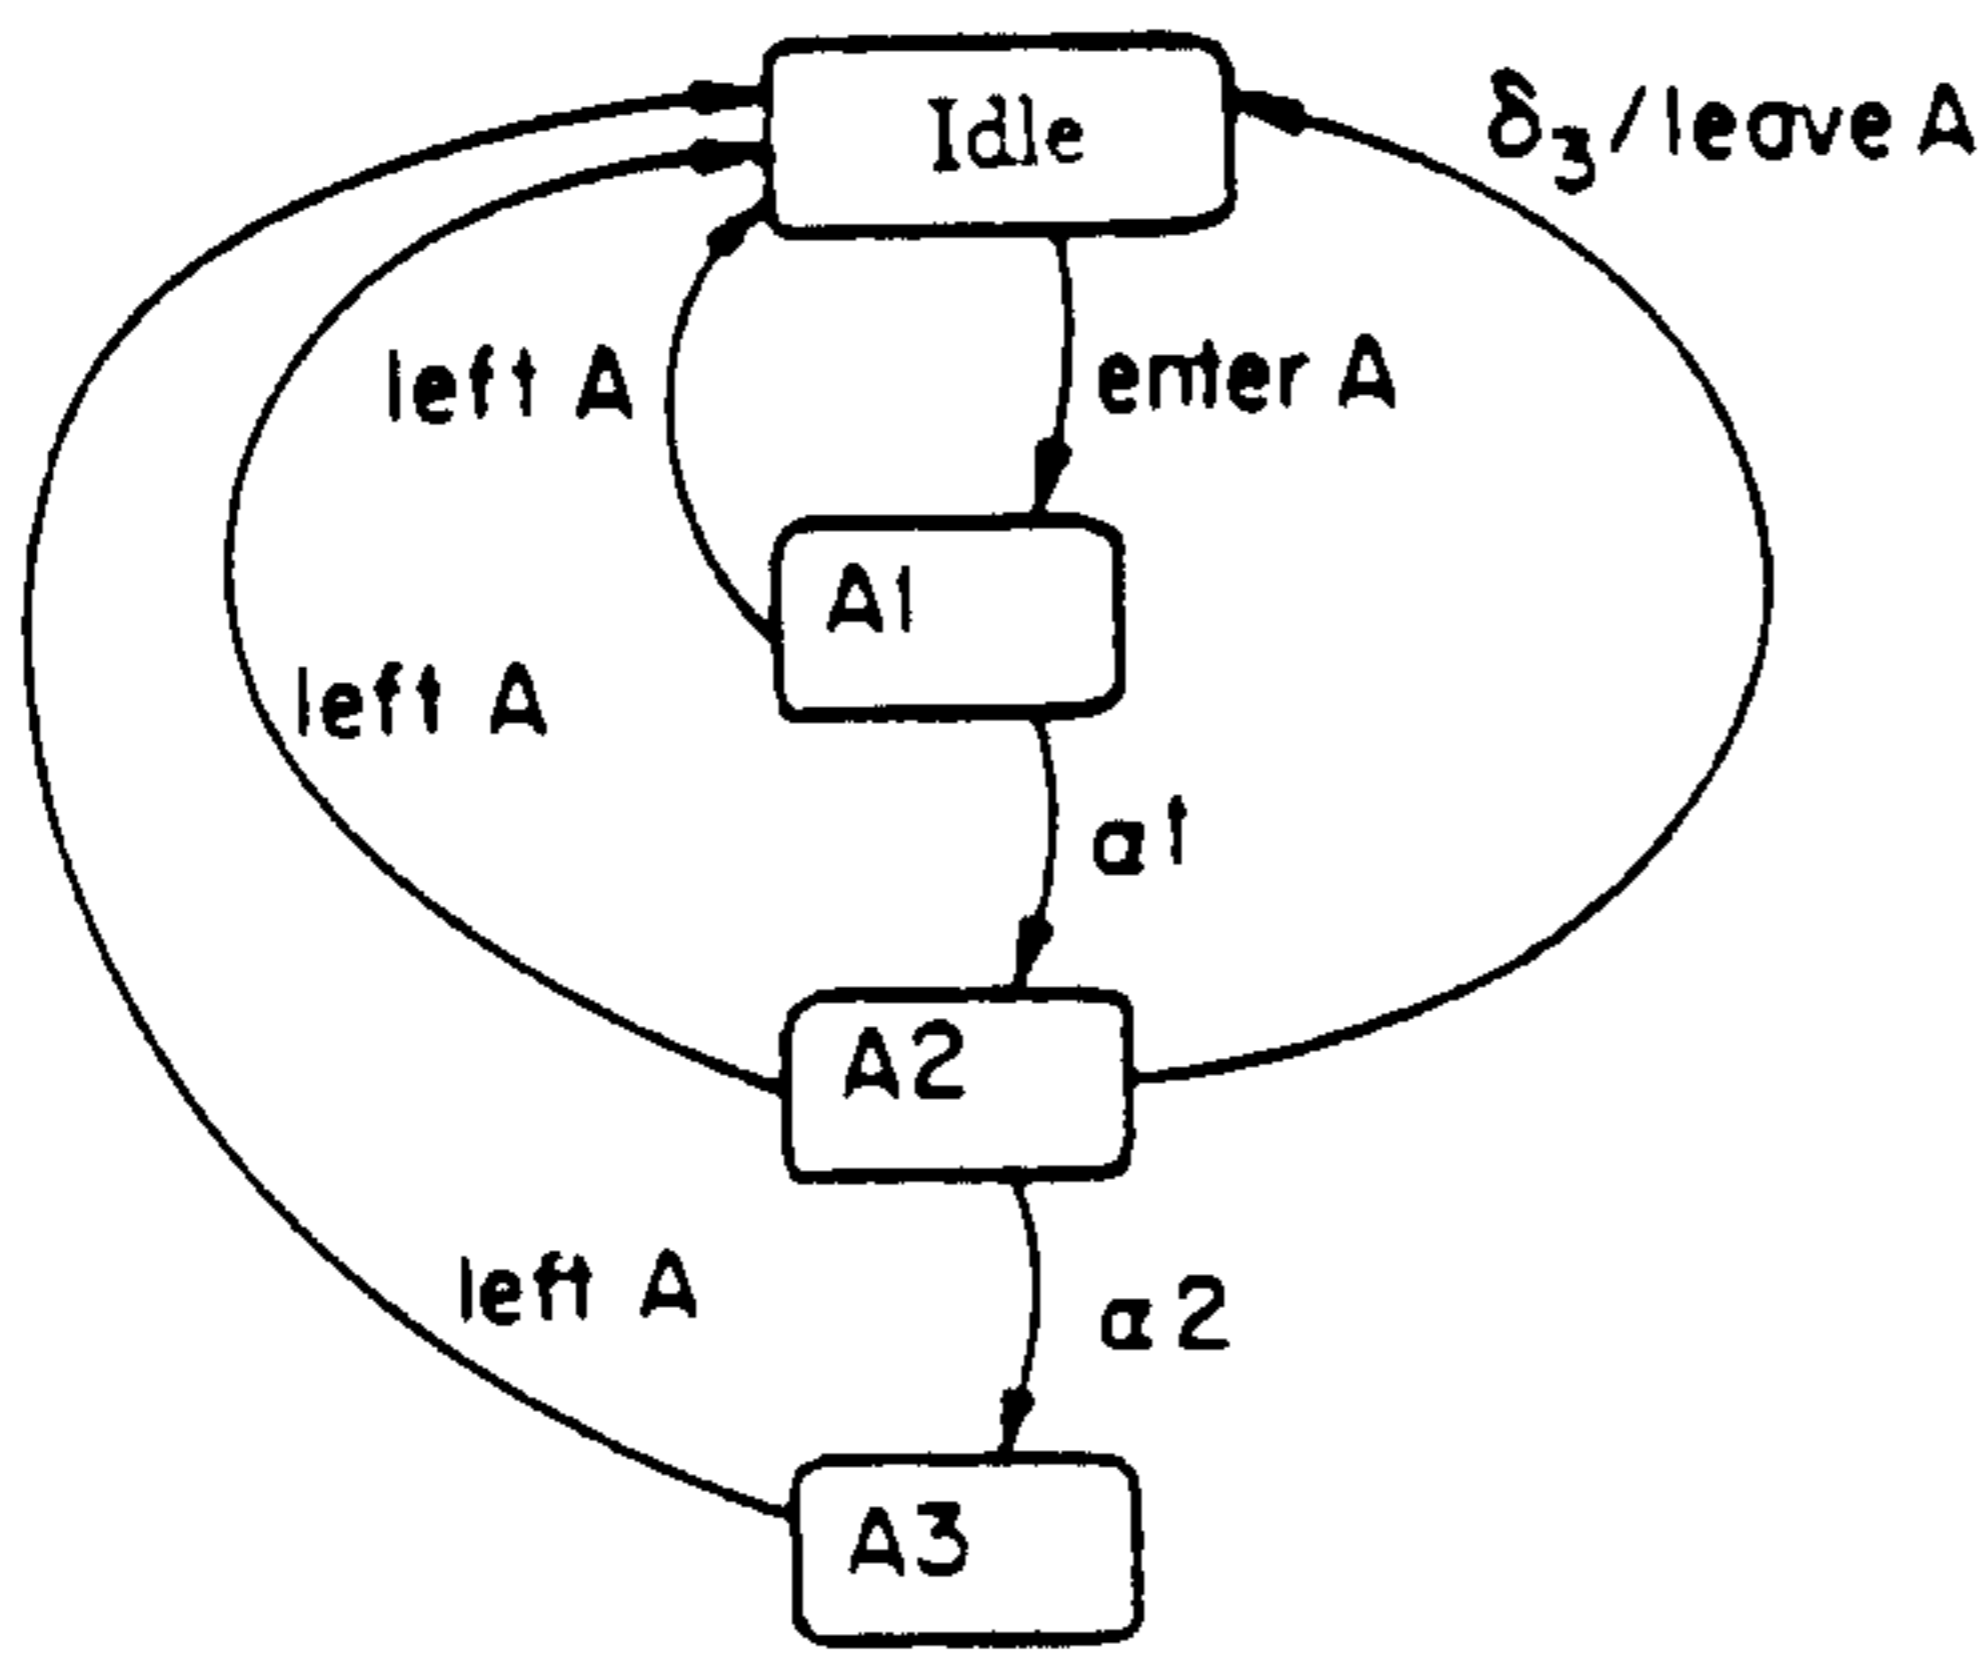 Idle
δ3/leave A
left A
enter A
A1
left A
α1
A2
left A
α2
A3